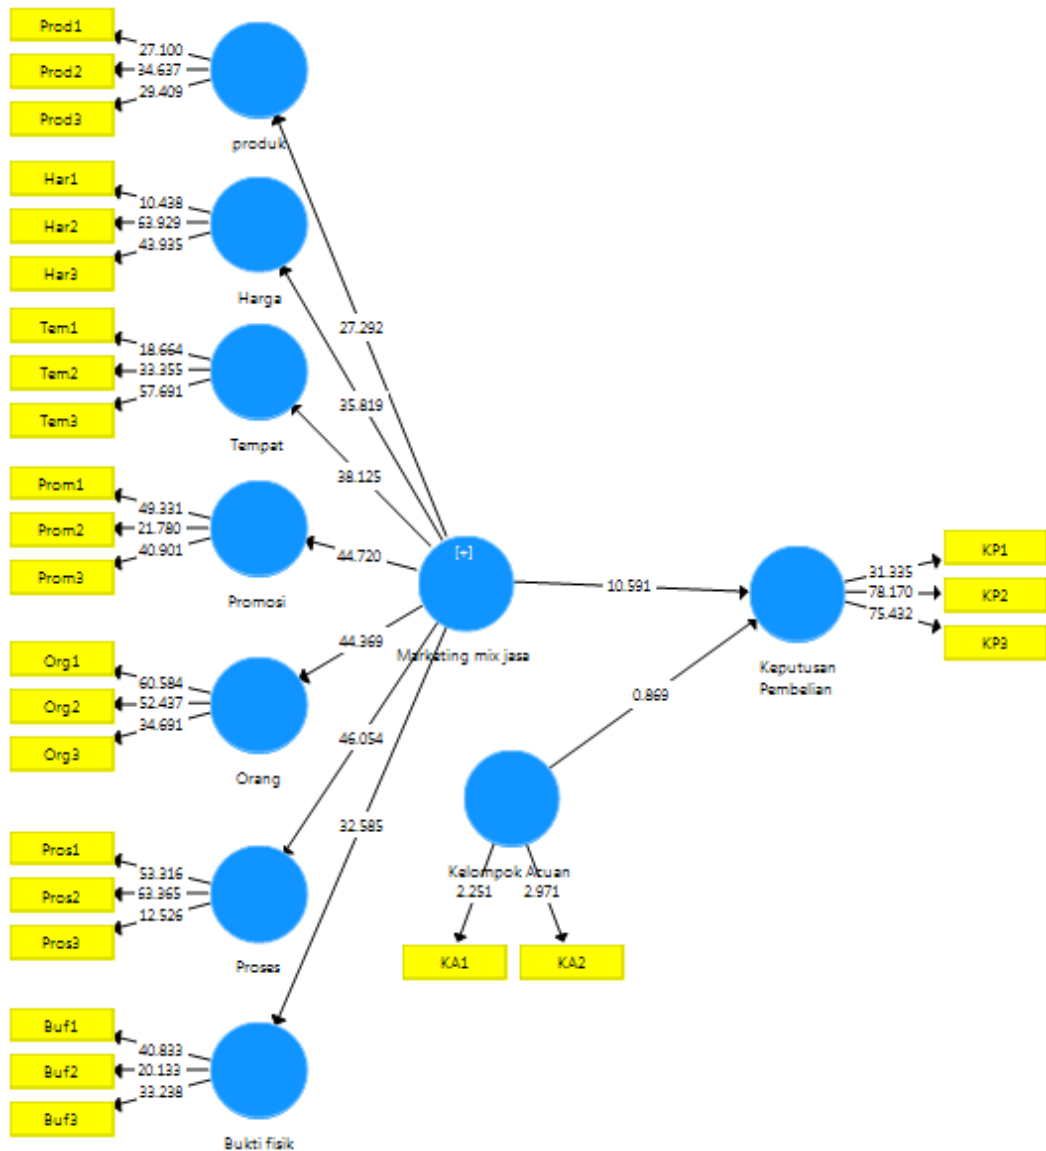 Prod1
27.100
Prod2
34.637
29.409
Prod3
produk
Har1
10.438
Har2
63.929
43.935
Har3
Harga
27.292
Tem1
18.664
Tem2
33.355
57.691
Tem3
35.819
Tempat
38.125
Prom1
49.331
Prom2
21.780
40.901
Prom3
Promosi
44.720
[+]
Marketing mix jasa
10.591
KP1
31.335
KP2
78.170
75.432
KP3
Keputusan
Pembelian
Org1
60.584
Org2
52.437
34.691
Org3
Orang
44.369
0.869
46.054
32.585
Pros1
53.316
Pros2
63.365
12.526
Pros3
Proses
Kelompok Acuan
2.251
2.971
KA1
KA2
Buf1
40.833
Buf2
20.133
33.238
Buf3
Bukti fisik